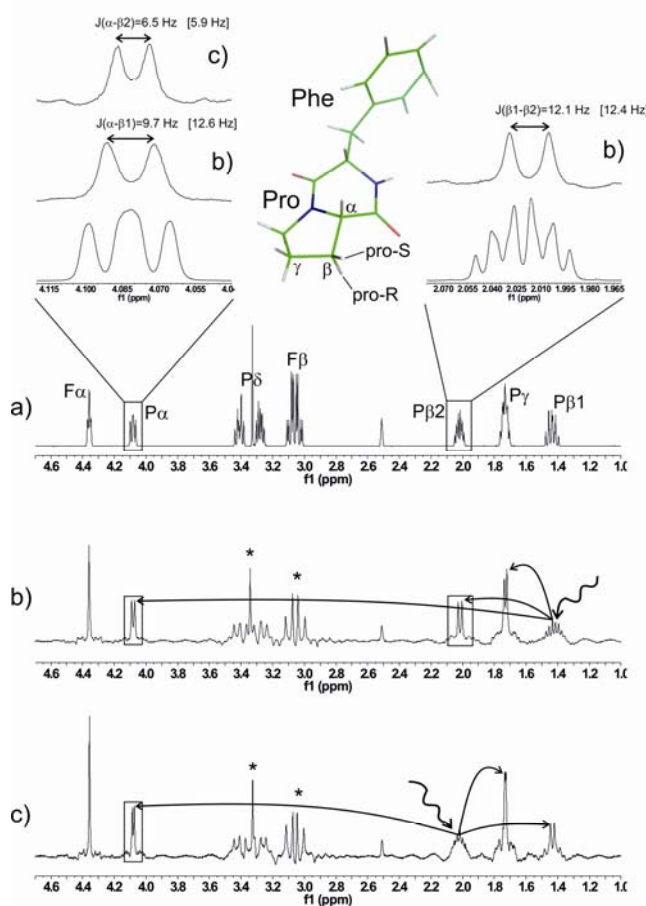 J(α-β2)=6.5 Hz [5.9 Hz]
c)
J(α-β1)=9.7 Hz [12.6 Hz]
b)
4.115 4.100 4.085 4.070 4.055 4.0
f1 (ppm)
Phe
Pro
α
γ
β
pro-S
pro-R
J(β1-β2)=12.1 Hz [12.4 Hz]
b)
2.070 2.055 2.040 2.025 2.010 1.995 1.980 1.965
f1 (ppm)
a)
Fα
Pα
Pδ
Fβ
Pβ2
Pγ
Pβ1
4.6 4.4 4.2 4.0 3.8 3.6 3.4 3.2 3.0 2.8 2.6 2.4 2.2 2.0 1.8 1.6 1.4 1.2 1.0
f1 (ppm)
b)
* *
4.6 4.4 4.2 4.0 3.8 3.6 3.4 3.2 3.0 2.8 2.6 2.4 2.2 2.0 1.8 1.6 1.4 1.2 1.0
f1 (ppm)
c)
* *
4.6 4.4 4.2 4.0 3.8 3.6 3.4 3.2 3.0 2.8 2.6 2.4 2.2 2.0 1.8 1.6 1.4 1.2 1.0
f1 (ppm)